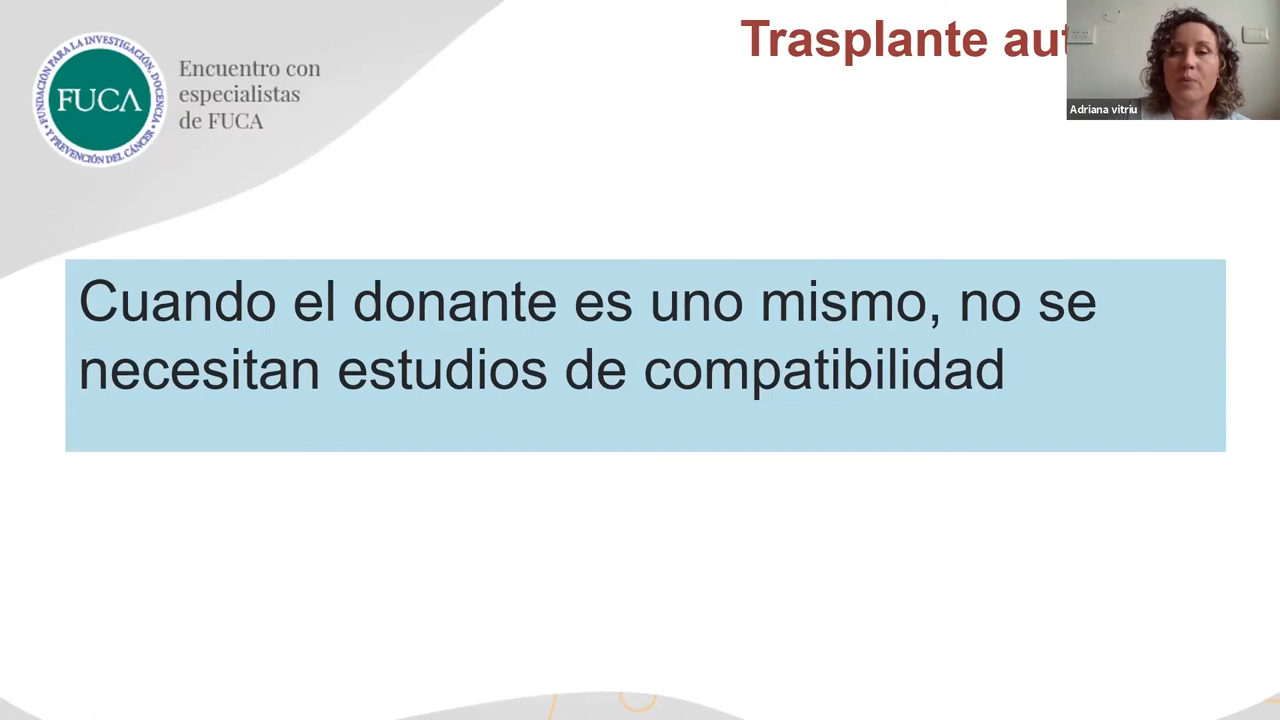 FUNDACIÓN PARA LA INVESTIGACIÓN, DOCENCIA
Y PREVENCIÓN DEL CÁNCER
FUCA
Encuentro con
especialistas
de FUCA
Trasplante
Adriana vitriu
Cuando el donante es uno mismo, no se
necesitan estudios de compatibilidad